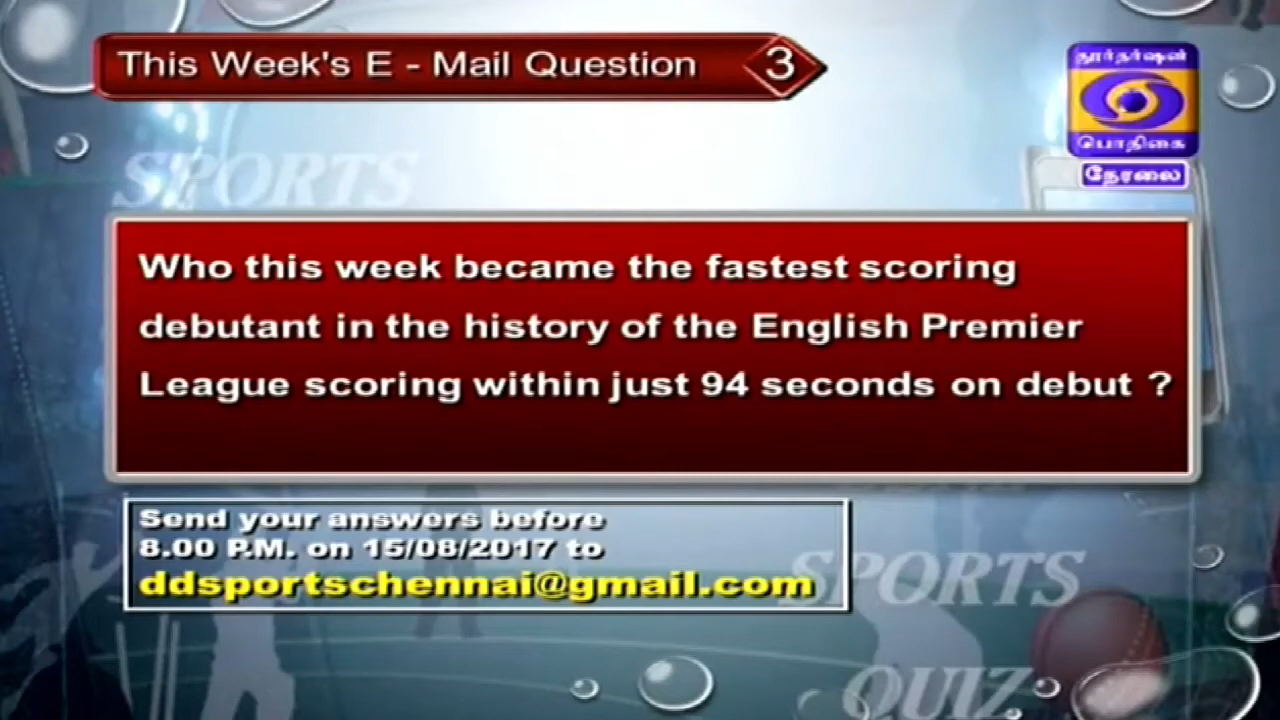 This Week's E - Mail Question 3
தூர்தர்ஷன்
பொதிகை
நேரலை
SPORTS
Who this week became the fastest scoring
debutant in the history of the English Premier
League scoring within just 94 seconds on debut ?
Send your answers before
8.00 P.M. on 15/08/2017 to
ddsportschennai@gmail.com
SPORTS
QUIZ